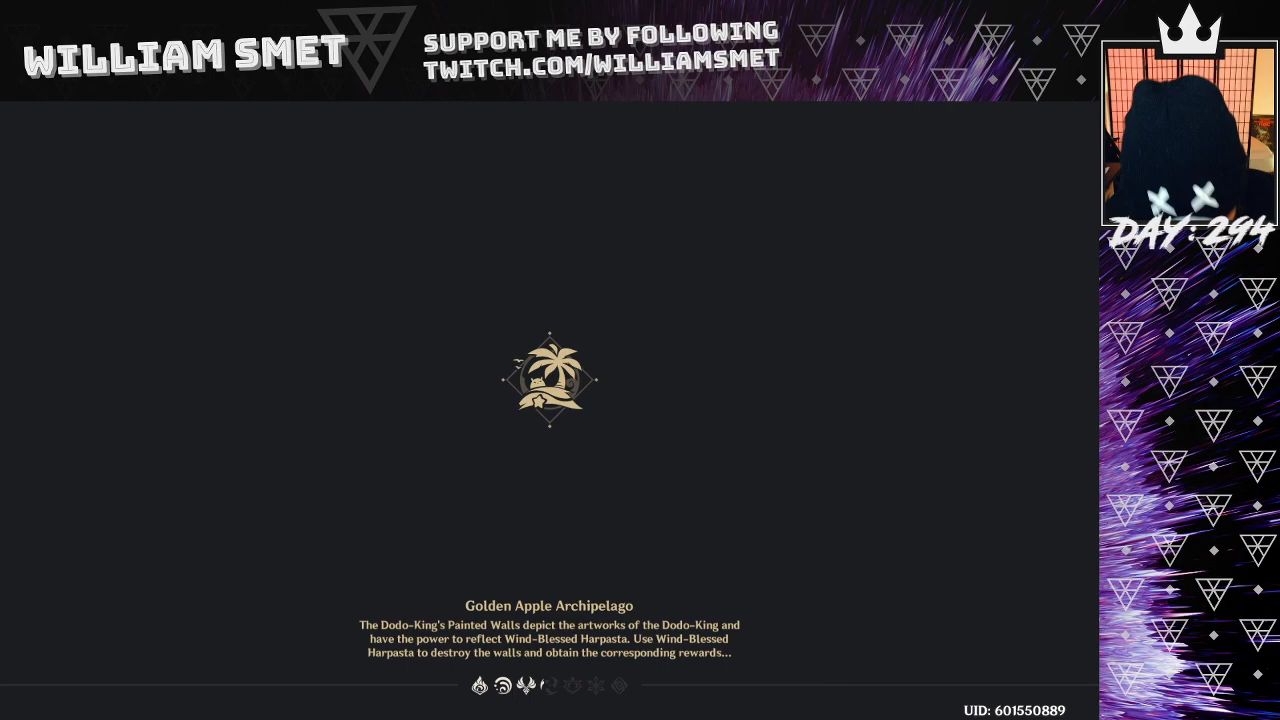 WILLIAM SMET
SUPPORT ME BY FOLLOWING
TWITCH.COM/WILLIAMSMET
DAY: 294
Golden Apple Archipelago
The Dodo-King's Painted Walls depict the artworks of the Dodo-King and
have the power to reflect Wind-Blessed Harpasta. Use Wind-Blessed
Harpasta to destroy the walls and obtain the corresponding rewards...
UID: 601550889